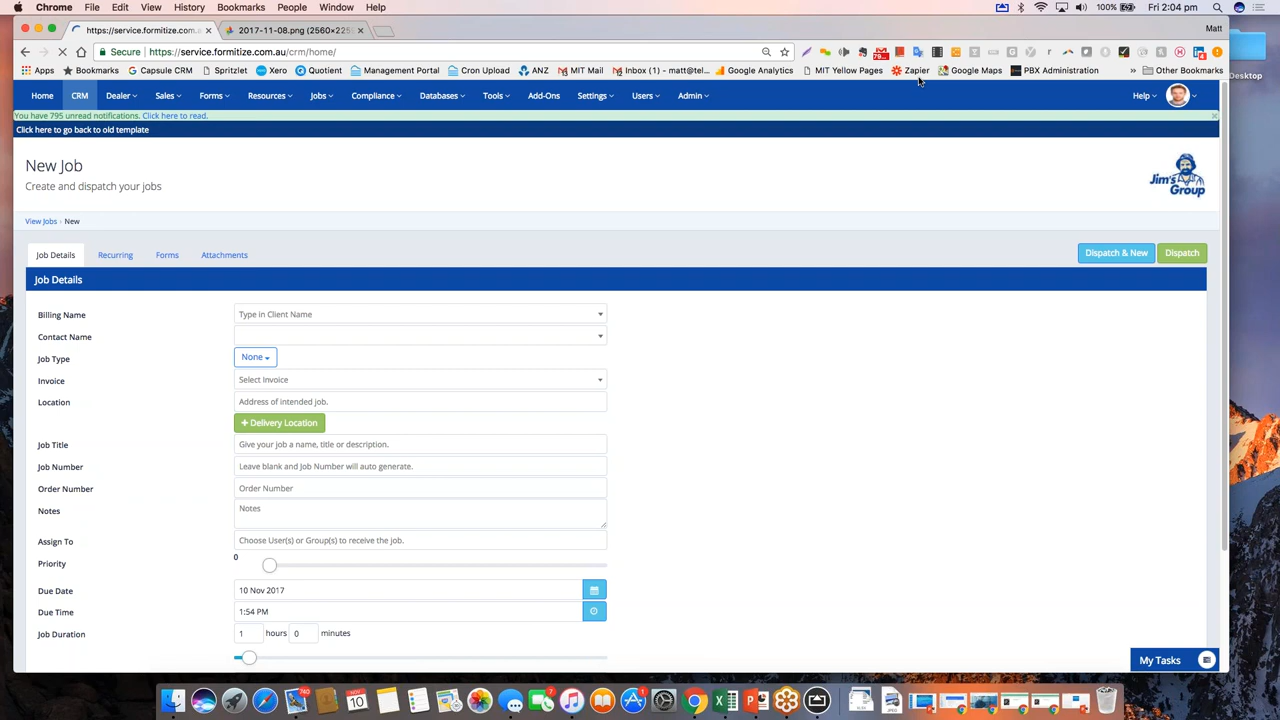 Chrome File Edit View History Bookmarks People Window Help 100% Fri 2:04 pm
https://service.formitize.com.a 2017-11-08.png (2560×225 Matt
Secure https://service.formitize.com.au/crm/home/
Apps Bookmarks Capsule CRM Spritzlet Xero Quotient Management Portal Cron Upload ANZ MIT Mail Inbox (1) - matt@tel... Google Analytics MIT Yellow Pages Zapier Google Maps PBX Administration » Other Bookmarks
Desktop
Home CRM Dealer Sales Forms Resources Jobs Compliance Databases Tools Add-Ons Settings Users Admin Help
You have 795 unread notifications. Click here to read.
Click here to go back to old template
New Job
Create and dispatch your jobs
Jim's Group
View Jobs › New
Job Details Recurring Forms Attachments Dispatch & New Dispatch
Job Details
Billing Name Type in Client Name
Contact Name
Job Type None
Invoice Select Invoice
Location Address of intended job.
+ Delivery Location
Job Title Give your job a name, title or description.
Job Number Leave blank and Job Number will auto generate.
Order Number Order Number
Notes Notes
Assign To Choose User(s) or Group(s) to receive the job.
Priority 0
Due Date 10 Nov 2017
Due Time 1:54 PM
Job Duration 1 hours 0 minutes
My Tasks